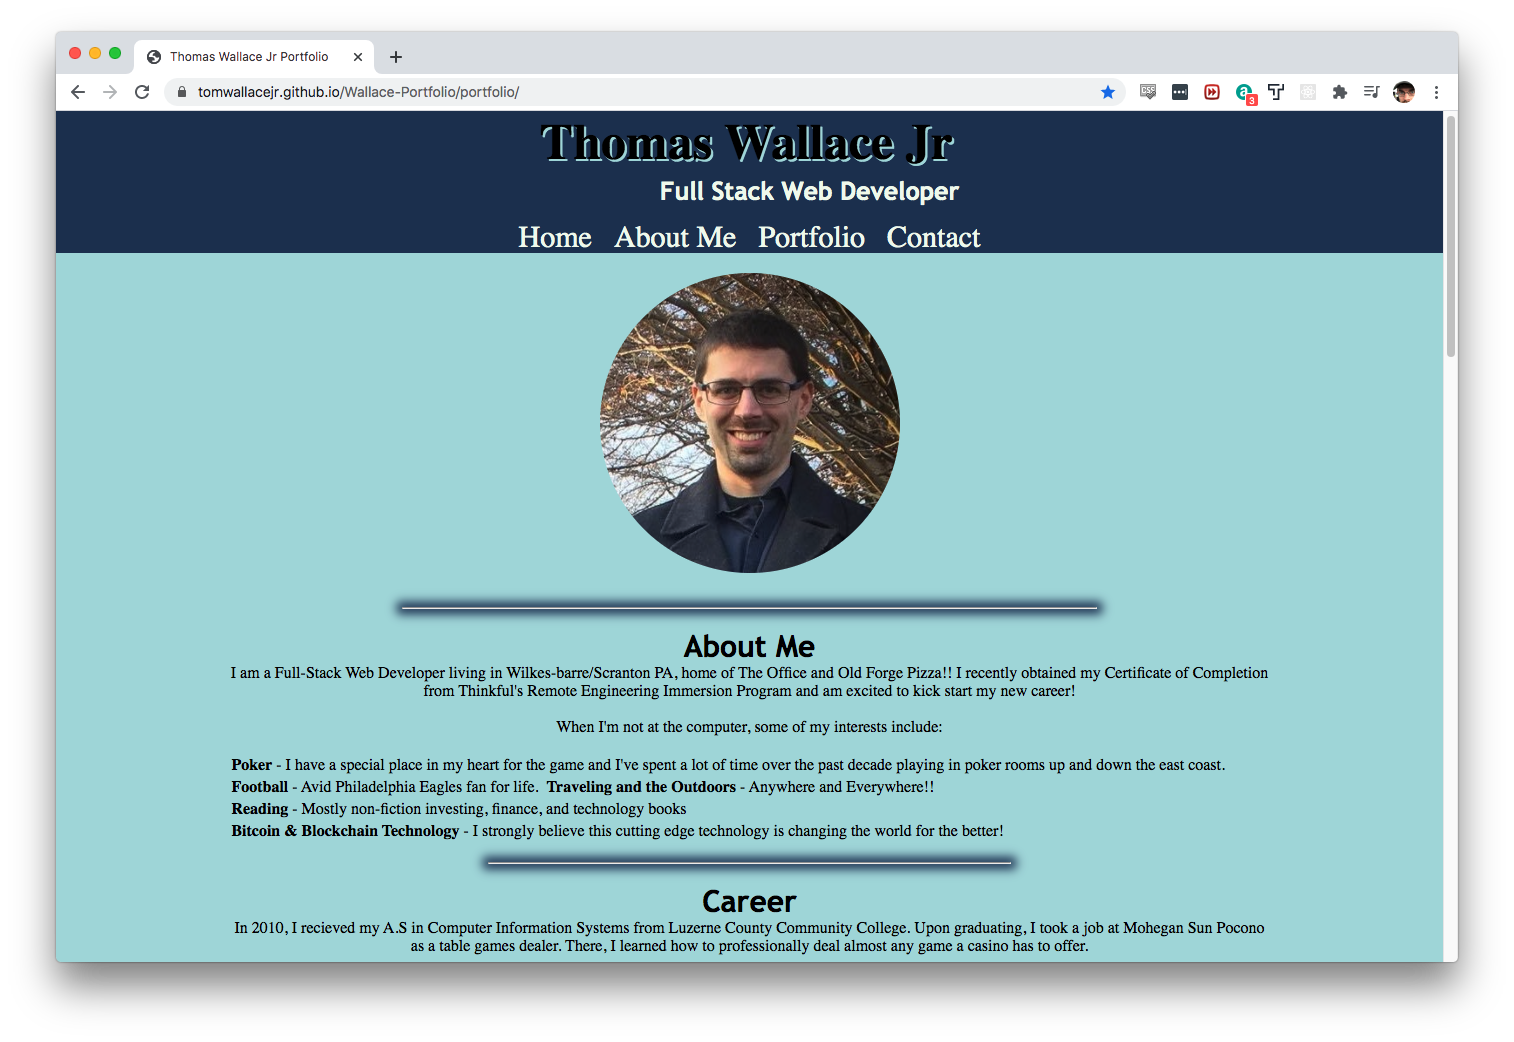 Thomas Wallace Jr Portfolio
tomwallacejr.github.io/Wallace-Portfolio/portfolio/
CSS
3
Thomas Wallace Jr
Full Stack Web Developer
Home About Me Portfolio Contact
About Me
I am a Full-Stack Web Developer living in Wilkes-barre/Scranton PA, home of The Office and Old Forge Pizza!! I recently obtained my Certificate of Completion
from Thinkful's Remote Engineering Immersion Program and am excited to kick start my new career!
When I'm not at the computer, some of my interests include:
Poker - I have a special place in my heart for the game and I've spent a lot of time over the past decade playing in poker rooms up and down the east coast.
Football - Avid Philadelphia Eagles fan for life. Traveling and the Outdoors - Anywhere and Everywhere!!
Reading - Mostly non-fiction investing, finance, and technology books
Bitcoin & Blockchain Technology - I strongly believe this cutting edge technology is changing the world for the better!
Career
In 2010, I recieved my A.S in Computer Information Systems from Luzerne County Community College. Upon graduating, I took a job at Mohegan Sun Pocono
as a table games dealer. There, I learned how to professionally deal almost any game a casino has to offer.